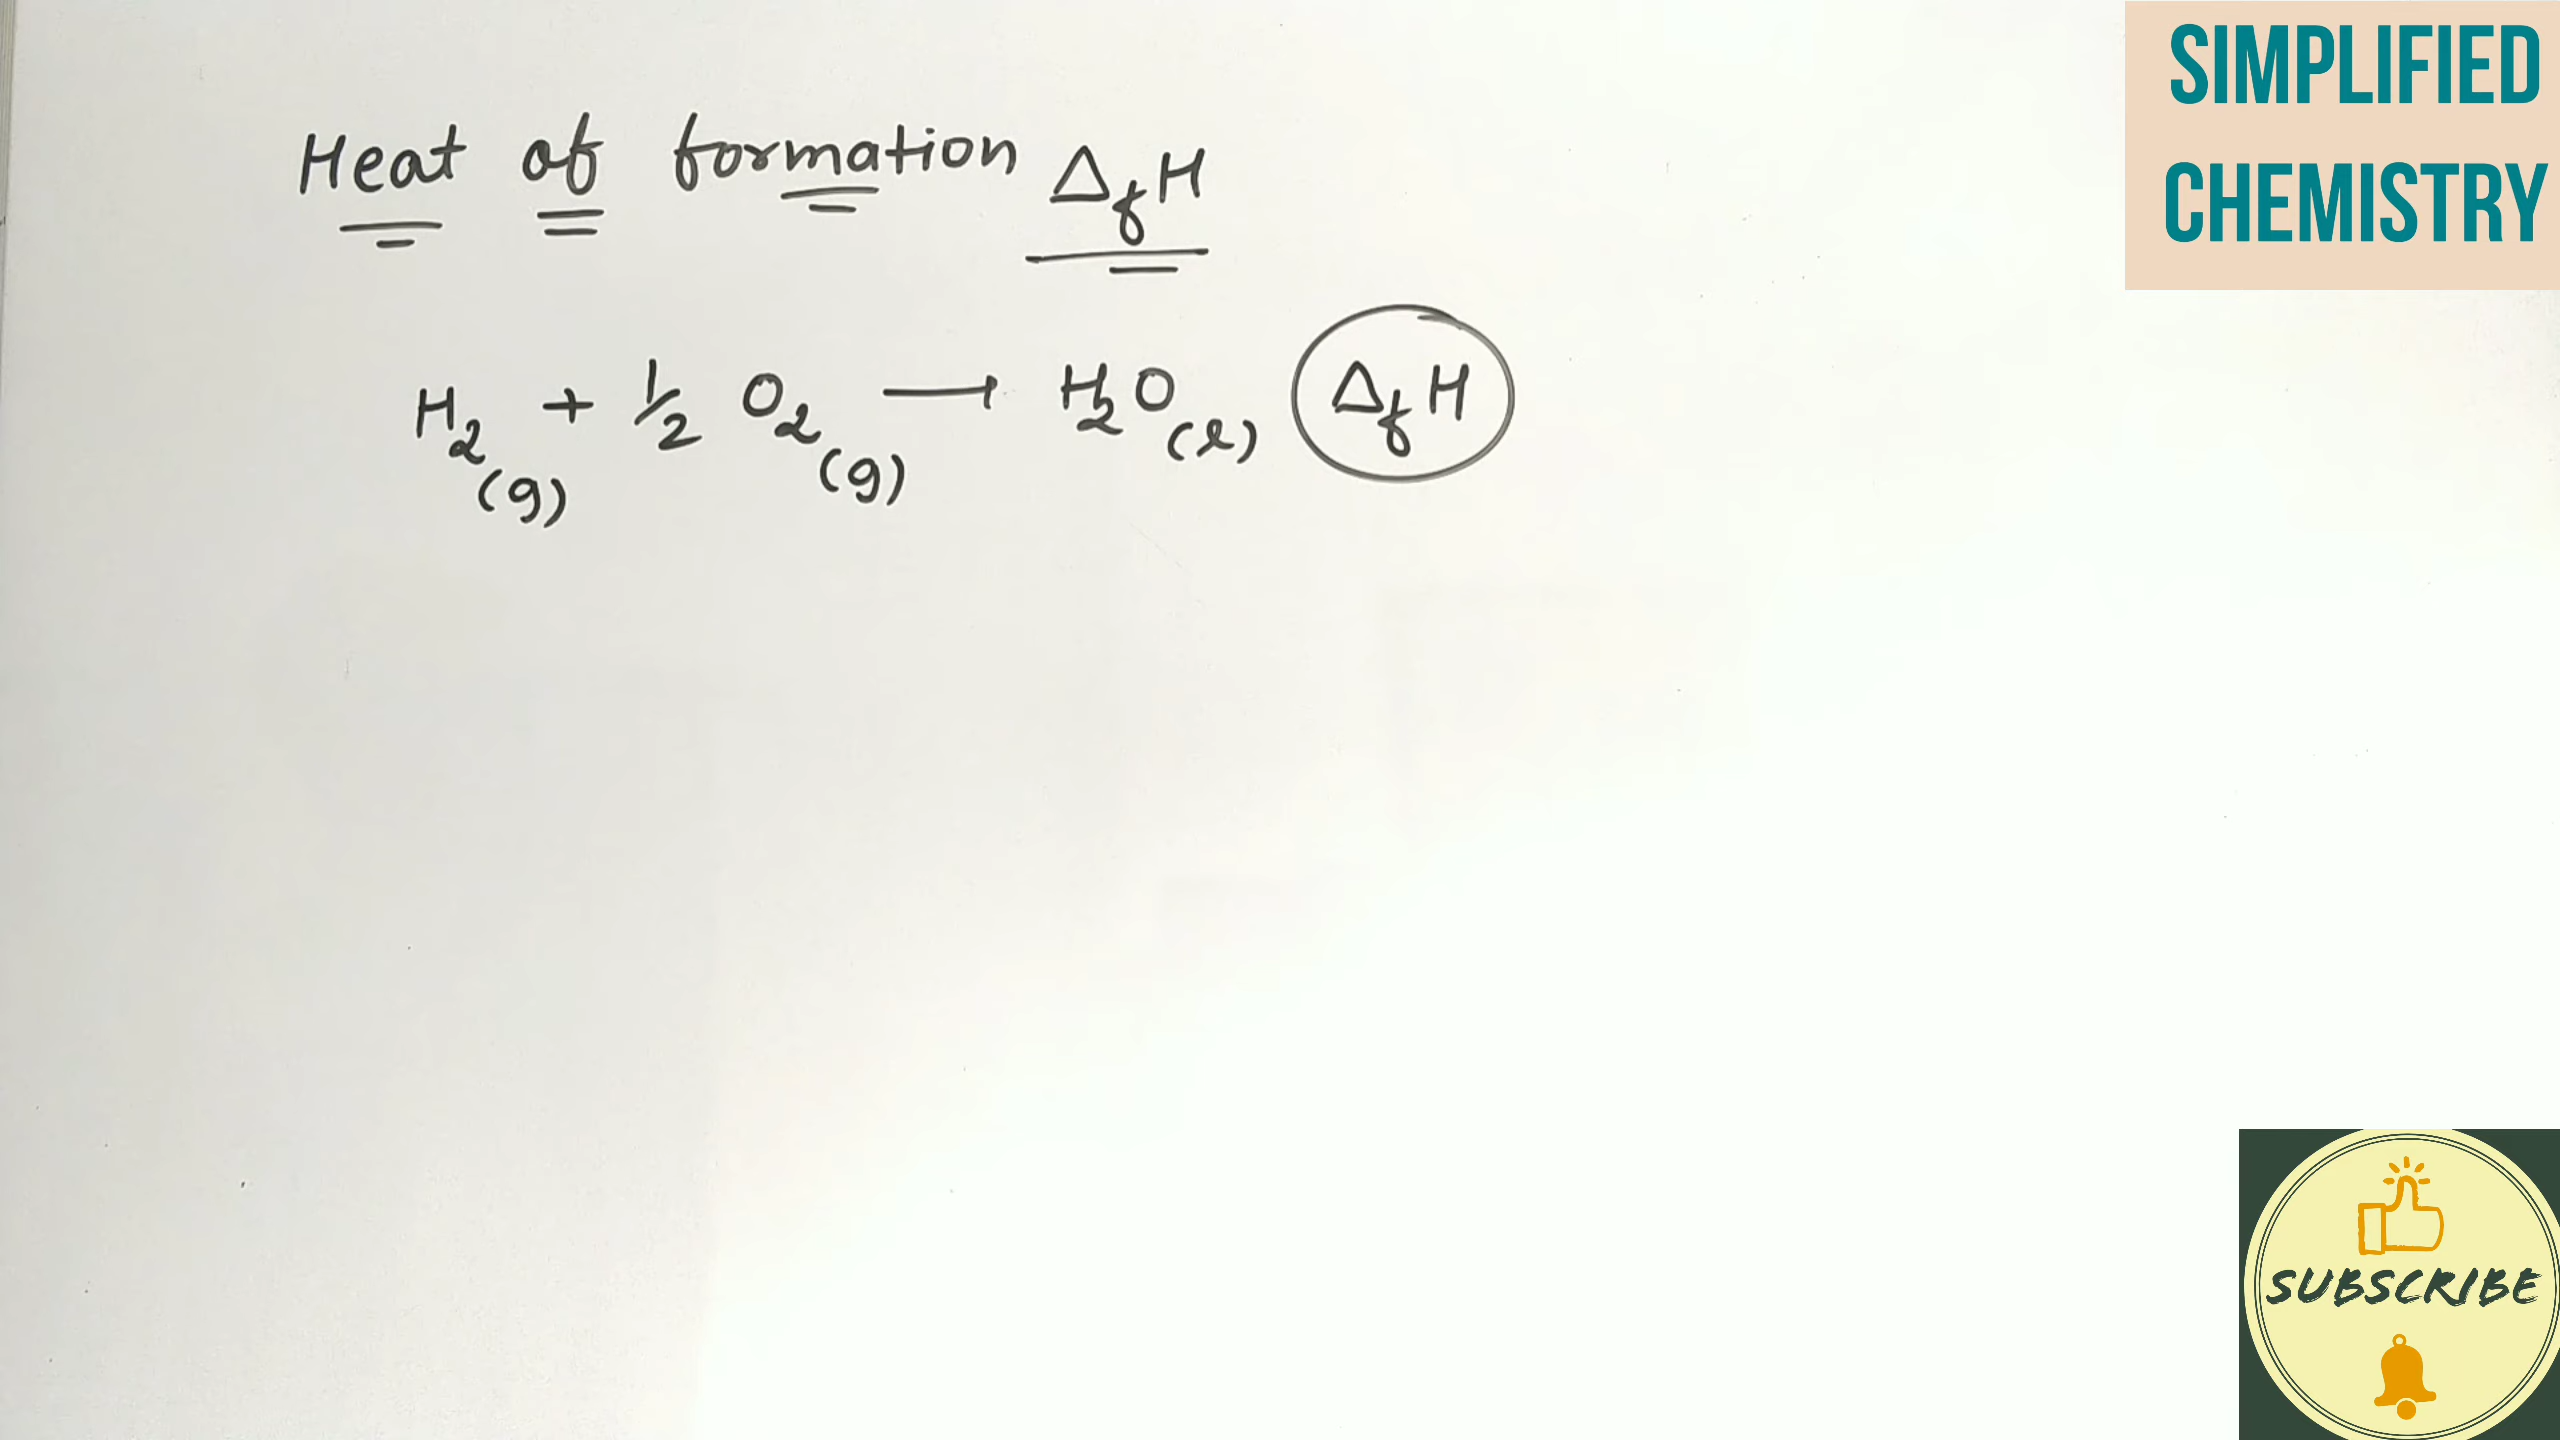 Heat of formation ΔfH
H₂(g) + ½ O₂(g) → H₂O(l) ΔfH
SIMPLIFIED
CHEMISTRY
SUBSCRIBE